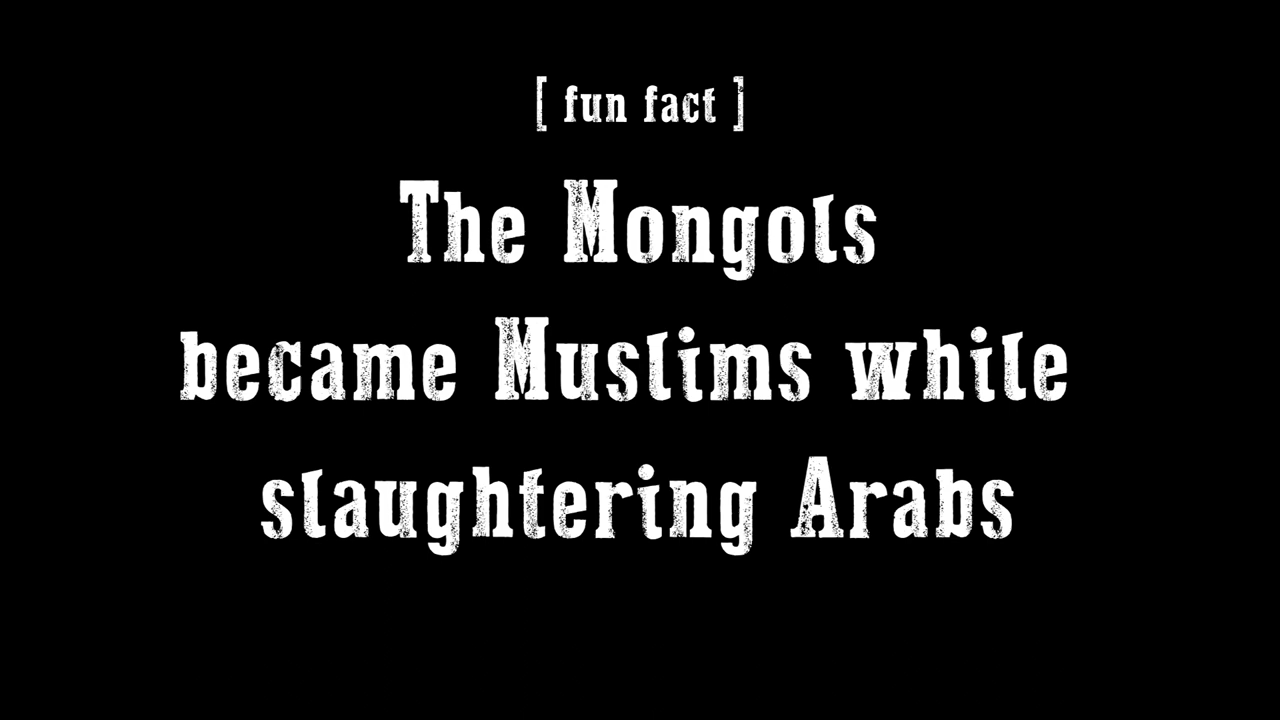 [ fun fact ]
The Mongols
became Muslims while
slaughtering Arabs